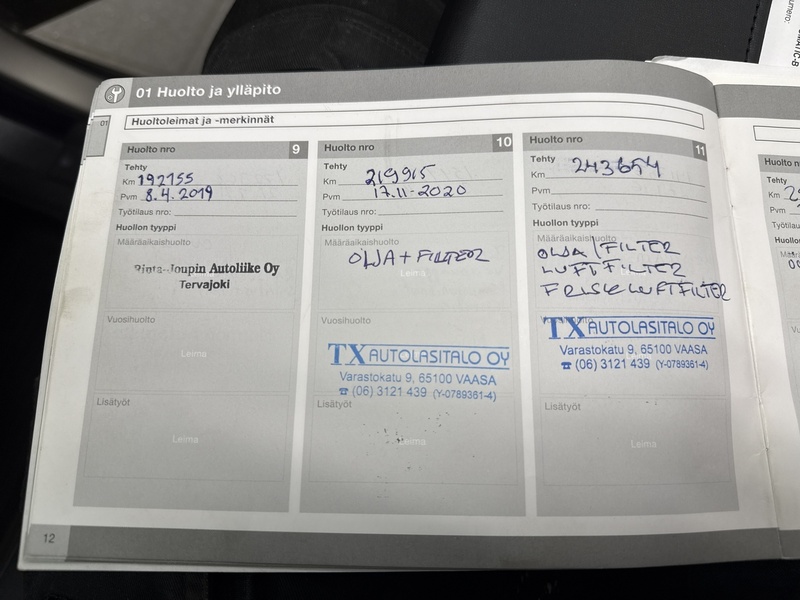 01 Huolto ja ylläpito
01
Huoltoleimat ja -merkinnät
Huolto nro 9
Tehty
Km 192155
Pvm 8.4.2019
Työtilaus nro:
Huollon tyyppi
Määräaikaishuolto
Autoliike Oy
Tervajoki
Vuosihuolto
Leima
Lisätyöt
Leima
Huolto nro 10
Tehty
Km 219915
Pvm 17.11-2020
Työtilaus nro:
Huollon tyyppi
Määräaikaishuolto
OLJA + FILTER
Leima
Vuosihuolto
TX AUTOLASITALO OY
Varastokatu 9, 65100 VAASA
☎ (06) 3121 439 (Y-0789361-4)
Lisätyöt
Leima
Huolto nro 11
Tehty
Km 243654
Pvm
Työtilaus nro:
Huollon tyyppi
Määräaikaishuolto
OLJA / FILTER
LUFTFILTER
FRISKLUFTFILTER
Vuosihuolto
TX AUTOLASITALO OY
Varastokatu 9, 65100 VAASA
☎ (06) 3121 439 (Y-0789361-4)
Lisätyöt
Leima
12
Tehty
Km
Pvm